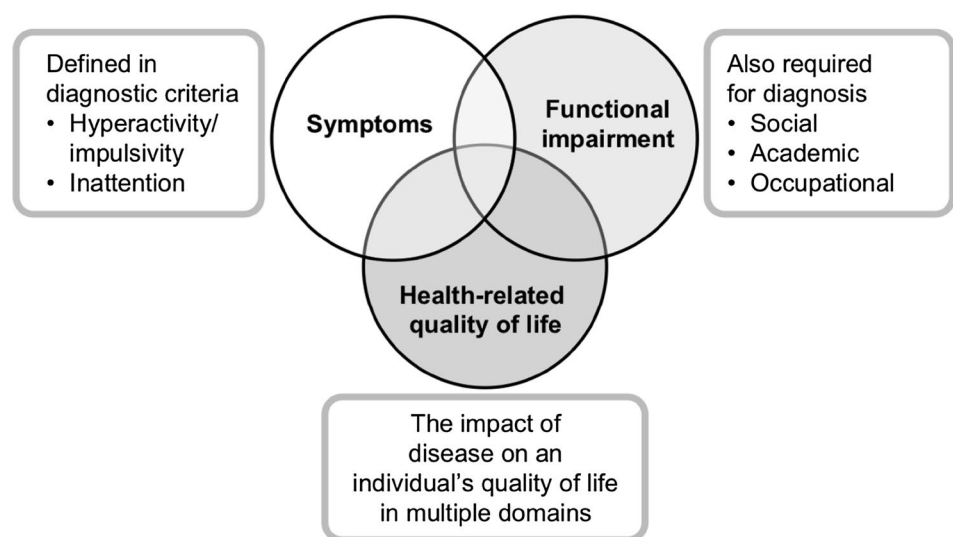 Defined in
diagnostic criteria
• Hyperactivity/
impulsivity
• Inattention
Symptoms
Functional
impairment
Also required
for diagnosis
• Social
• Academic
• Occupational
Health-related
quality of life
The impact of
disease on an
individual’s quality of life
in multiple domains